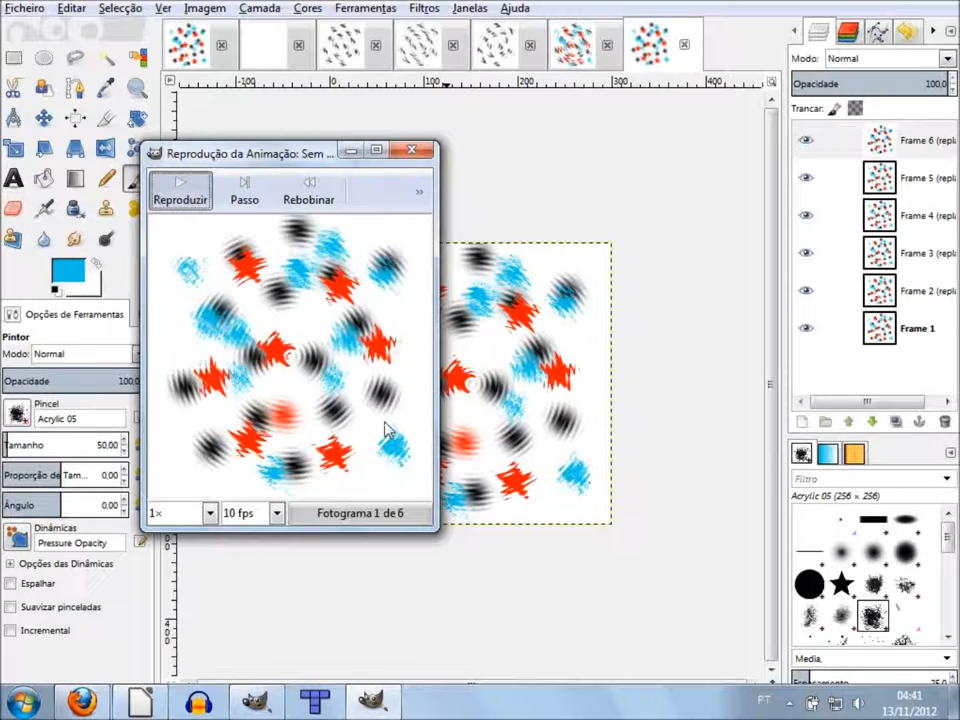 Ficheiro Editar Selecção Ver Imagem Camada Cores Ferramentas Filtros Janelas Ajuda
-100 0 100 200 300 400
Modo: Normal
Opacidade 100,0
Trancar:
Frame 6 (repl
Frame 5 (repl
Frame 4 (repl
Frame 3 (repl
Frame 2 (repl
Frame 1
Reprodução da Animação: Sem ...
Reproduzir Passo Rebobinar »
1× 10 fps Fotograma 1 de 6
Opções de Ferramentas
Pintor
Modo: Normal
Opacidade 100,0
Pincel
Acrylic 05
Tamanho 50,00
Proporção de Tam... 0,00
Ângulo 0,00
Dinâmicas
Pressure Opacity
Opções das Dinâmicas
Espalhar
Suavizar pinceladas
Incremental
Filtro
Acrylic 05 (256 × 256)
Media,
PT
04:41
13/11/2012